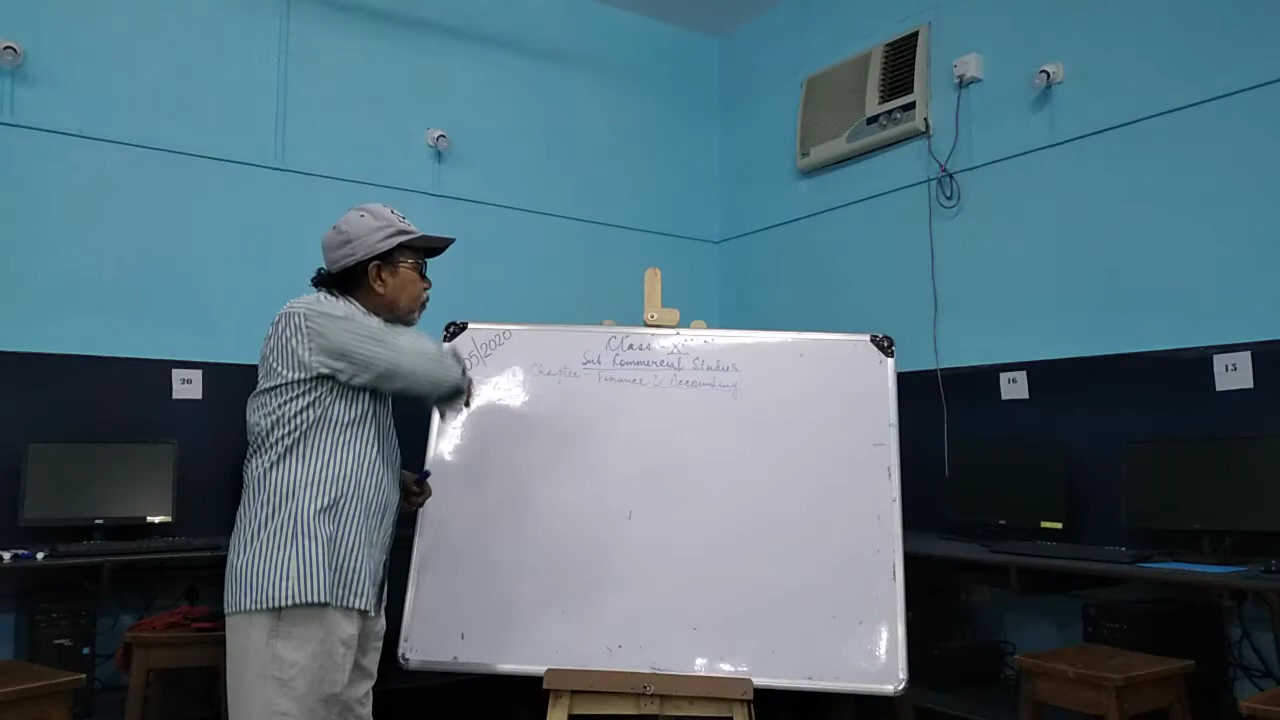 05/2020
Class - X
Sub Commercial Studies
Chapter - Finance & Accounting
20
16
15